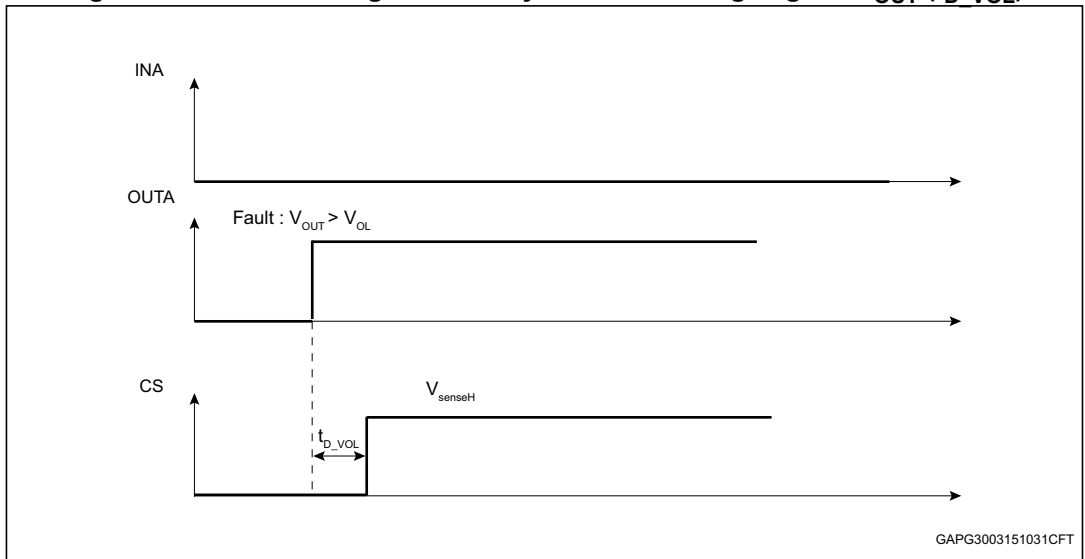 INA
OUTA
Fault : V_OUT > V_OL
CS
V_senseH
t_D_VOL
GAPG3003151031CFT